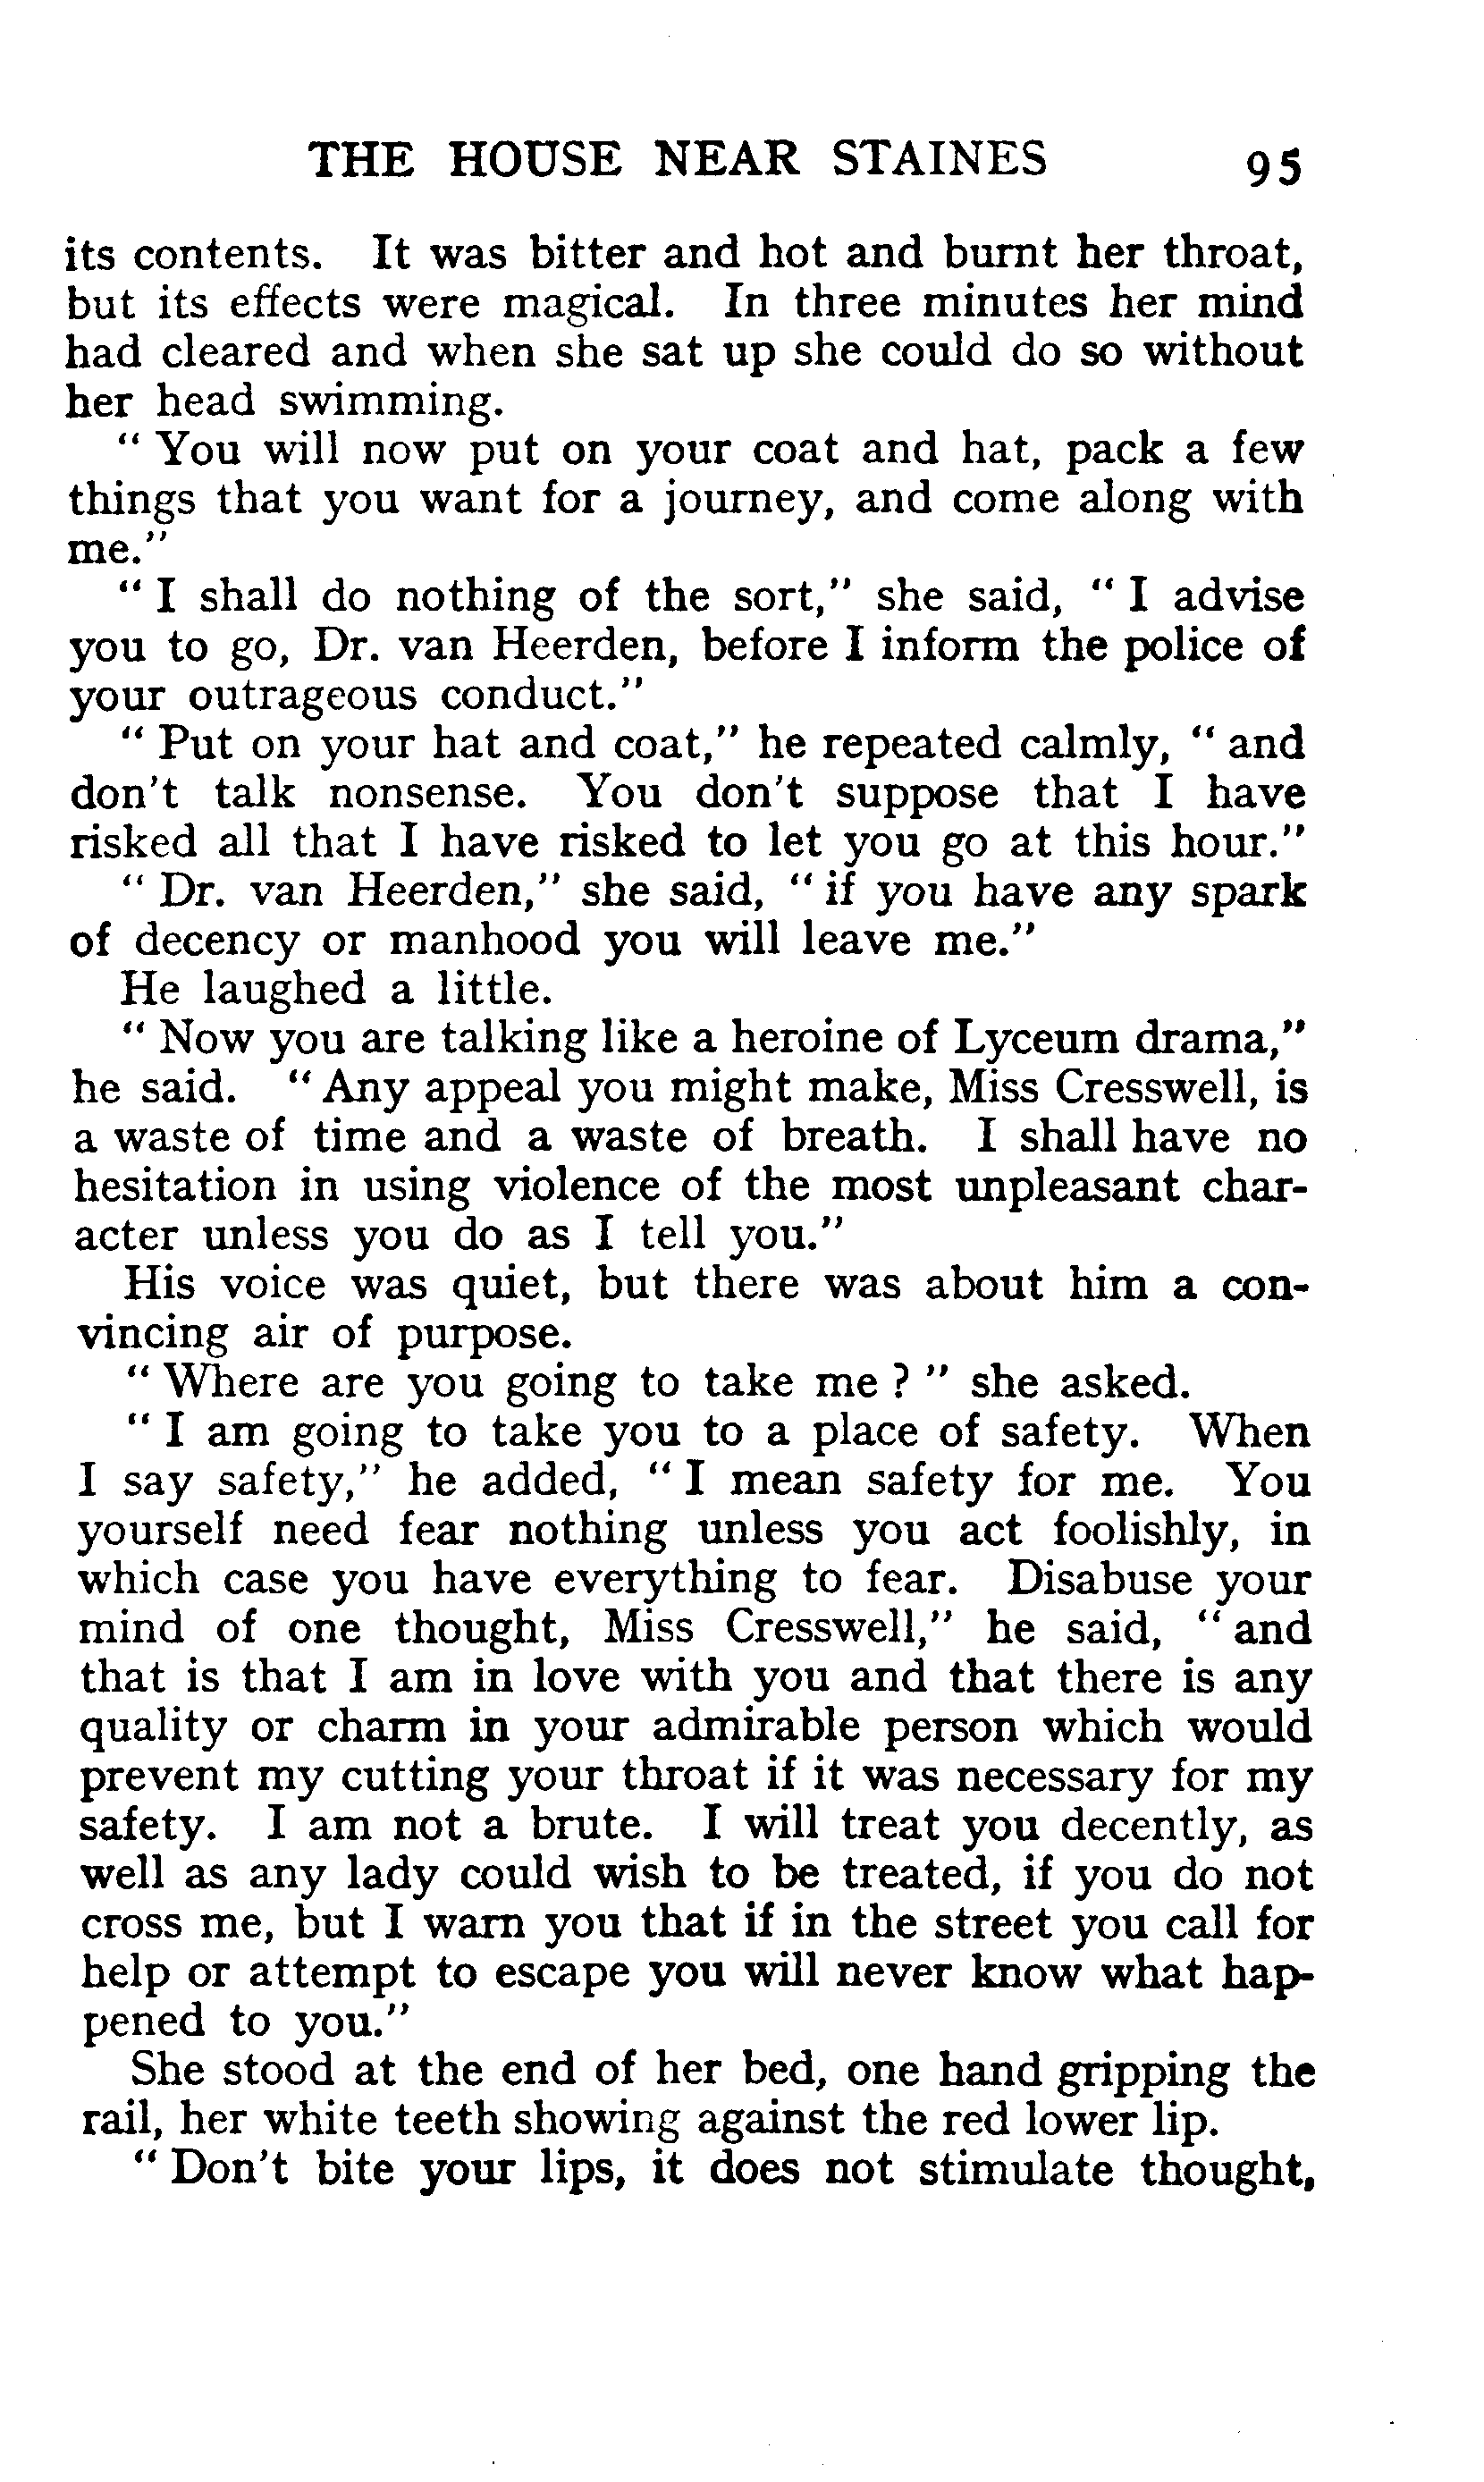 THE HOUSE NEAR STAINES 95
its contents. It was bitter and hot and burnt her throat,
but its effects were magical. In three minutes her mind
had cleared and when she sat up she could do so without
her head swimming.
" You will now put on your coat and hat, pack a few
things that you want for a journey, and come along with
me."
" I shall do nothing of the sort," she said, " I advise
you to go, Dr. van Heerden, before I inform the police of
your outrageous conduct."
" Put on your hat and coat," he repeated calmly, " and
don't talk nonsense. You don't suppose that I have
risked all that I have risked to let you go at this hour."
" Dr. van Heerden," she said, " if you have any spark
of decency or manhood you will leave me."
He laughed a little.
" Now you are talking like a heroine of Lyceum drama,"
he said. " Any appeal you might make, Miss Cresswell, is
a waste of time and a waste of breath. I shall have no
hesitation in using violence of the most unpleasant char-
acter unless you do as I tell you."
His voice was quiet, but there was about him a con-
vincing air of purpose.
" Where are you going to take me ? " she asked.
" I am going to take you to a place of safety. When
I say safety," he added, " I mean safety for me. You
yourself need fear nothing unless you act foolishly, in
which case you have everything to fear. Disabuse your
mind of one thought, Miss Cresswell," he said, " and
that is that I am in love with you and that there is any
quality or charm in your admirable person which would
prevent my cutting your throat if it was necessary for my
safety. I am not a brute. I will treat you decently, as
well as any lady could wish to be treated, if you do not
cross me, but I warn you that if in the street you call for
help or attempt to escape you will never know what hap-
pened to you."
She stood at the end of her bed, one hand gripping the
rail, her white teeth showing against the red lower lip.
" Don't bite your lips, it does not stimulate thought,